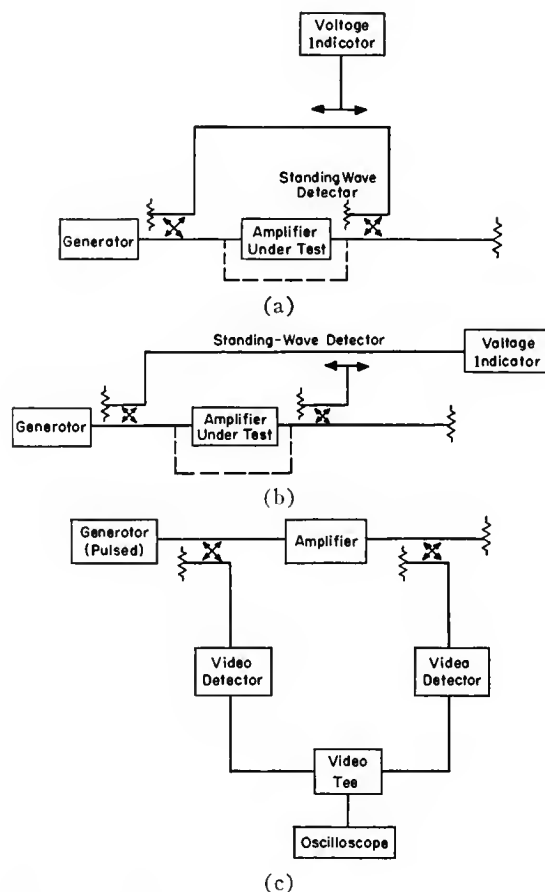 Voltage
Indicator
Standing Wave
Detector
Generator
Amplifier
Under Test
(a)
Standing-Wave Detector
Voltage
Indicator
Generator
Amplifier
Under Test
(b)
Generator
(Pulsed)
Amplifier
Video
Detector
Video
Detector
Video
Tee
Oscilloscope
(c)